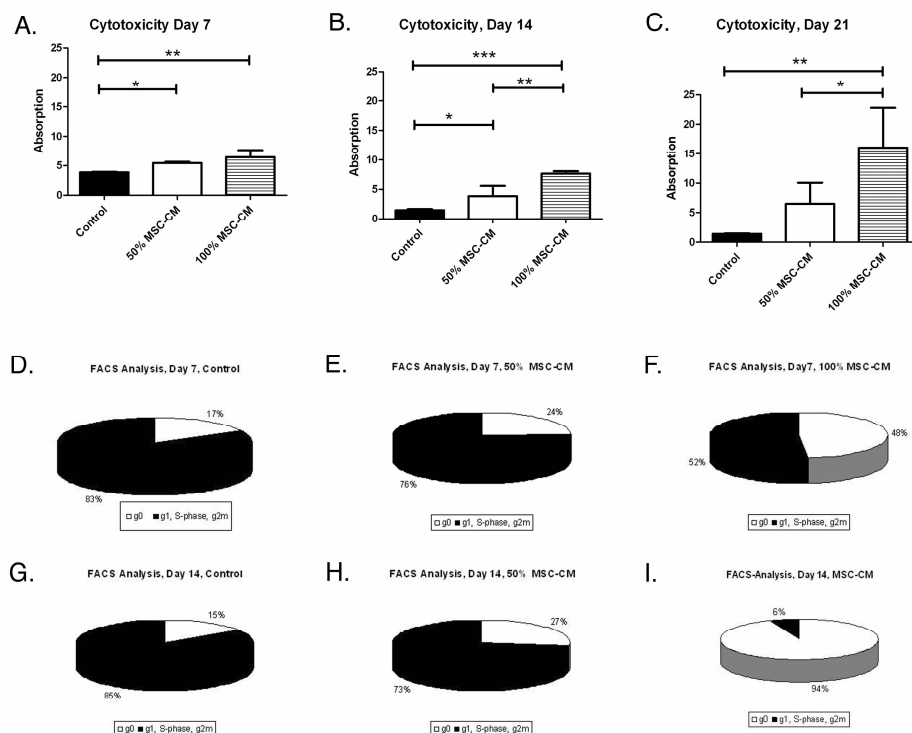 A.
Cytotoxicity Day 7
Absorption
25
20
15
10
5
0
**
*
Control
50% MSC-CM
100% MSC-CM
B.
Cytotoxicity, Day 14
Absorption
25
20
15
10
5
0
***
**
*
Control
50% MSC-CM
100% MSC-CM
C.
Cytotoxicity, Day 21
Absorption
25
20
15
10
5
0
**
*
Control
50% MSC-CM
100% MSC-CM
D.
FACS Analysis, Day 7, Control
17%
83%
g0 g1, S-phase, g2m
E.
FACS Analysis, Day 7, 50% MSC-CM
24%
76%
g0 g1, S-phase, g2m
F.
FACS Analysis, Day7, 100% MSC-CM
48%
52%
g0 g1, S-phase, g2m
G.
FACS Analysis, Day 14, Control
15%
85%
g0 g1, S-phase, g2m
H.
FACS Analysis, Day 14, 50% MSC-CM
27%
73%
g0 g1, S-phase, g2m
I.
FACS-Analysis, Day 14, MSC-CM
6%
94%
g0 g1, S-phase, g2m